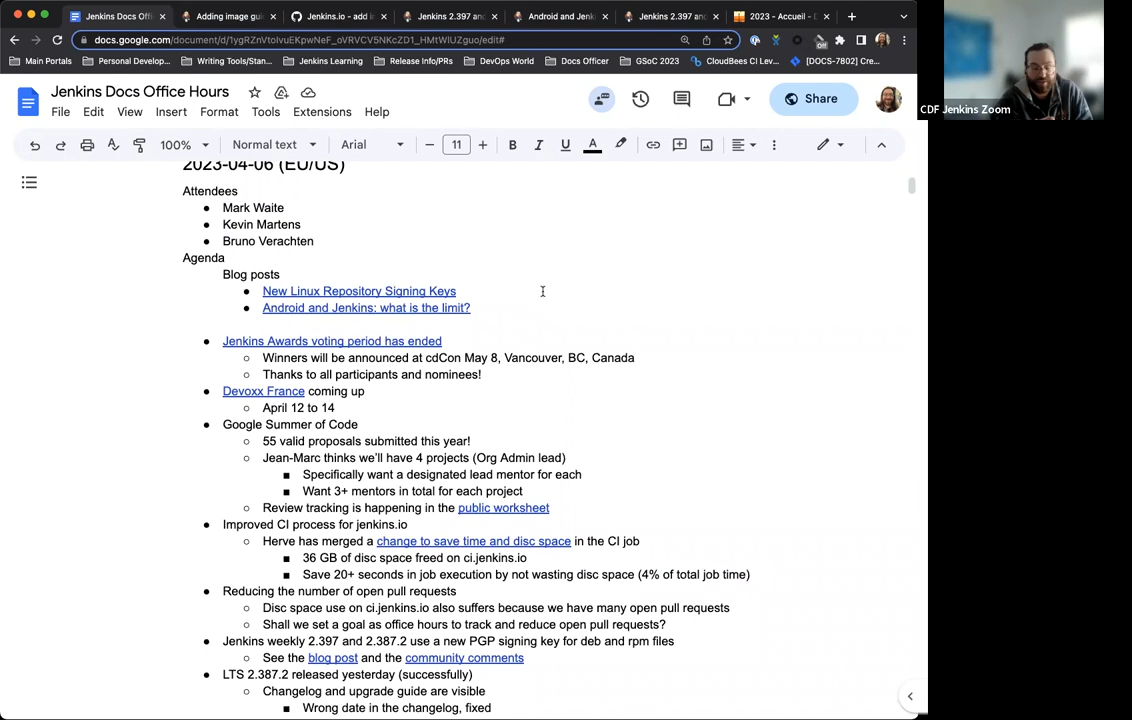 Jenkins Docs Offi
Adding image gui
Jenkins.io - add i
Jenkins 2.397 an
Android and Jenk
Jenkins 2.397 an
2023 - Accueil - D
docs.google.com/document/d/1ygRZnVtoIvuEKpwNeF_oVRVCV5NKcZD1_HMtWlUZguo/edit#
Off
Main Portals
Personal Develop...
Writing Tools/Stan...
Jenkins Learning
Release Info/PRs
DevOps World
Docs Officer
GSoC 2023
CloudBees CI Lev...
[DOCS-7802] Cre...
CDF Jenkins Zoom
Jenkins Docs Office Hours
File Edit View Insert Format Tools Extensions Help
Share
100% Normal text Arial 11 B I U A
2023-04-06 (EU/US)
Attendees
Mark Waite
Kevin Martens
Bruno Verachten
Agenda
Blog posts
New Linux Repository Signing Keys
Android and Jenkins: what is the limit?
Jenkins Awards voting period has ended
Winners will be announced at cdCon May 8, Vancouver, BC, Canada
Thanks to all participants and nominees!
Devoxx France coming up
April 12 to 14
Google Summer of Code
55 valid proposals submitted this year!
Jean-Marc thinks we'll have 4 projects (Org Admin lead)
Specifically want a designated lead mentor for each
Want 3+ mentors in total for each project
Review tracking is happening in the public worksheet
Improved CI process for jenkins.io
Herve has merged a change to save time and disc space in the CI job
36 GB of disc space freed on ci.jenkins.io
Save 20+ seconds in job execution by not wasting disc space (4% of total job time)
Reducing the number of open pull requests
Disc space use on ci.jenkins.io also suffers because we have many open pull requests
Shall we set a goal as office hours to track and reduce open pull requests?
Jenkins weekly 2.397 and 2.387.2 use a new PGP signing key for deb and rpm files
See the blog post and the community comments
LTS 2.387.2 released yesterday (successfully)
Changelog and upgrade guide are visible
Wrong date in the changelog, fixed